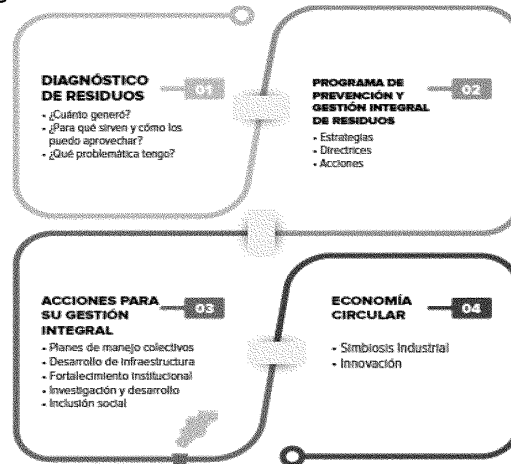 DIAGNÓSTICO
DE RESIDUOS
01
- ¿Cuánto generó?
- ¿Para qué sirven y cómo los
puedo aprovechar?
- ¿Qué problemática tengo?
PROGRAMA DE
PREVENCIÓN Y
GESTIÓN INTEGRAL
DE RESIDUOS
02
- Estrategias
- Directrices
- Acciones
ACCIONES PARA
SU GESTIÓN
INTEGRAL
03
- Planes de manejo colectivos
- Desarrollo de infraestructura
- Fortalecimiento institucional
- Investigación y desarrollo
- Inclusión social
ECONOMÍA
CIRCULAR
04
- Simbiosis Industrial
- Innovación